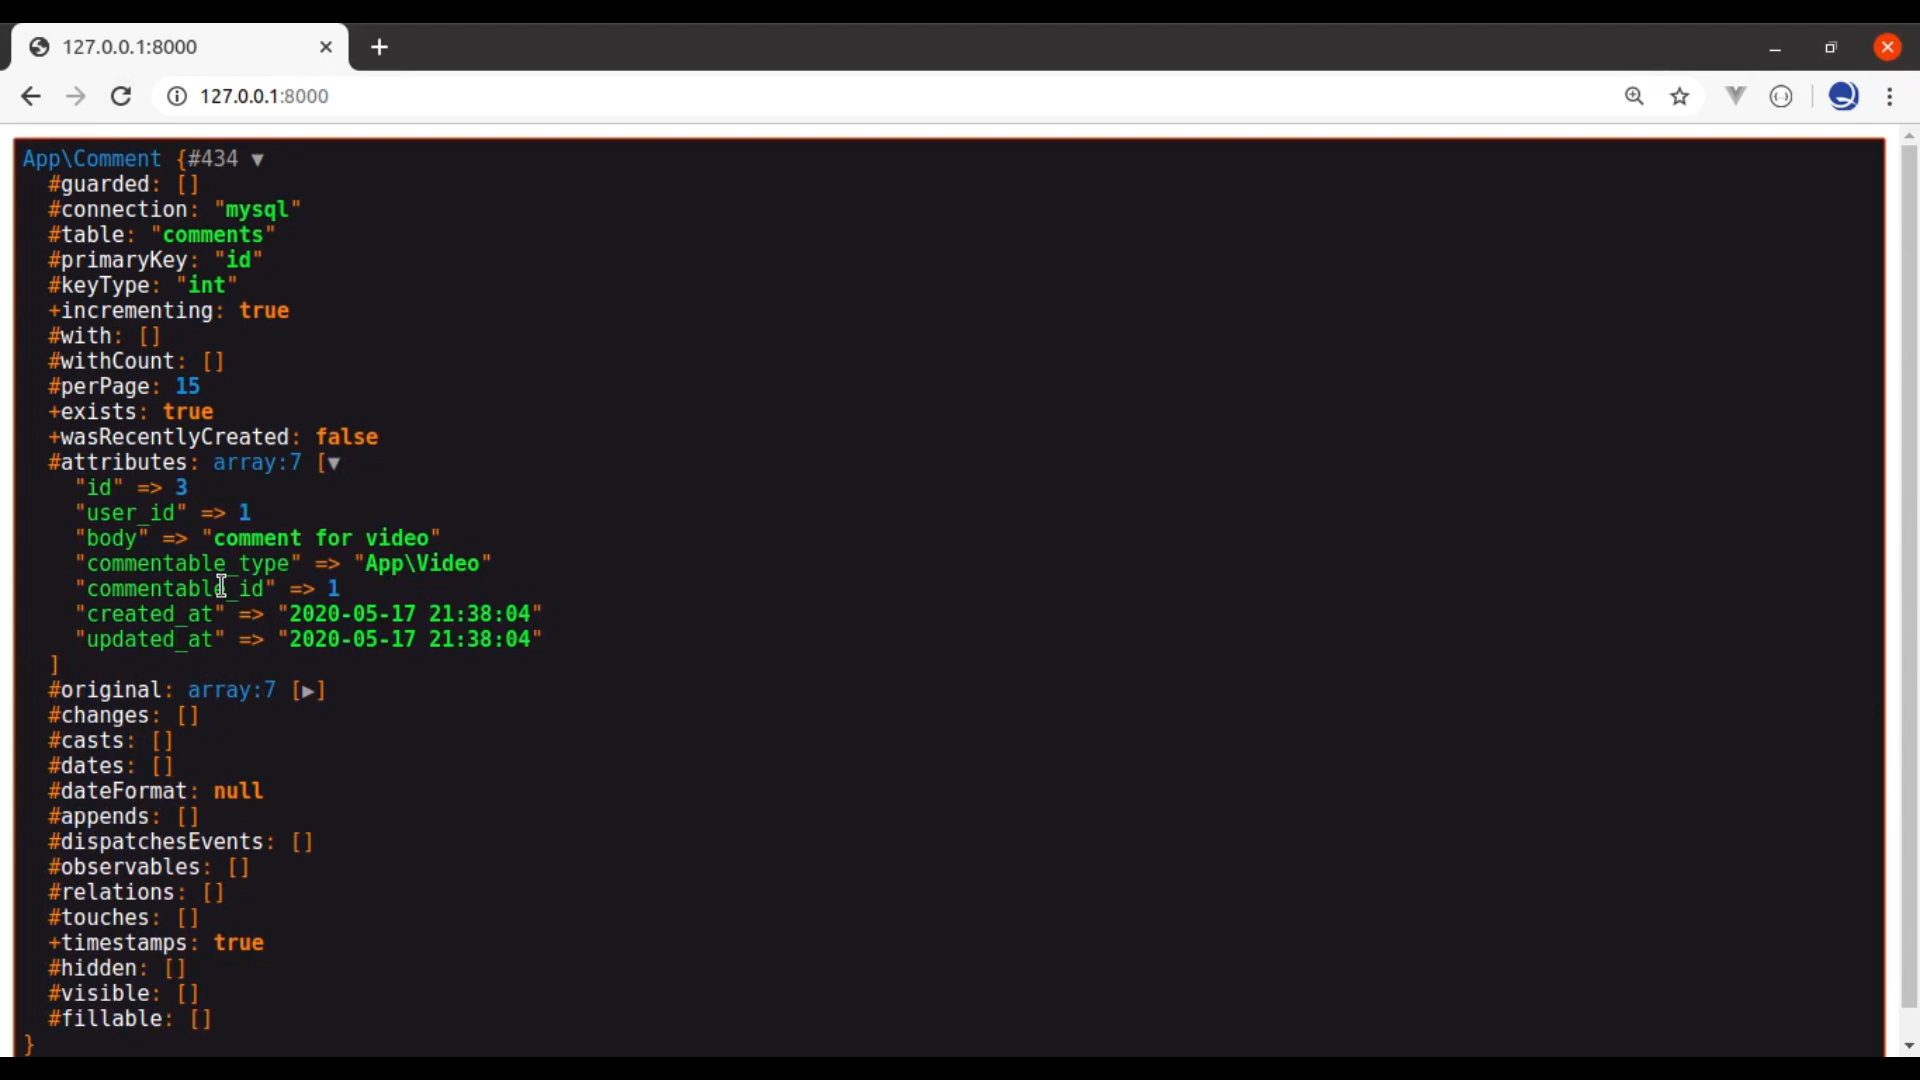 127.0.0.1:8000
127.0.0.1:8000
App\Comment {#434 ▼
#guarded: []
#connection: "mysql"
#table: "comments"
#primaryKey: "id"
#keyType: "int"
+incrementing: true
#with: []
#withCount: []
#perPage: 15
+exists: true
+wasRecentlyCreated: false
#attributes: array:7 [▼
"id" => 3
"user_id" => 1
"body" => "comment for video"
"commentable_type" => "App\Video"
"commentable_id" => 1
"created_at" => "2020-05-17 21:38:04"
"updated_at" => "2020-05-17 21:38:04"
]
#original: array:7 [▶]
#changes: []
#casts: []
#dates: []
#dateFormat: null
#appends: []
#dispatchesEvents: []
#observables: []
#relations: []
#touches: []
+timestamps: true
#hidden: []
#visible: []
#fillable: []
}